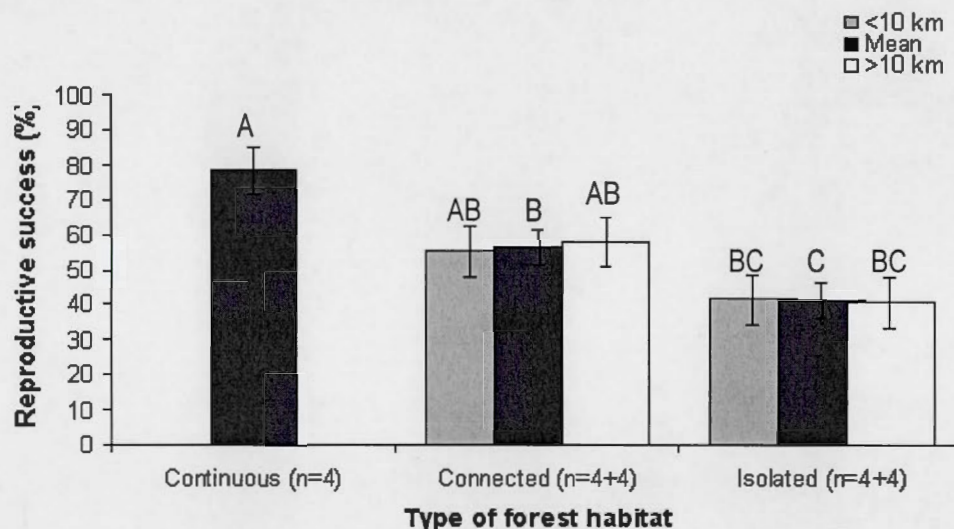 <10 km
Mean
>10 km
Reproductive success (%)
100
90
80
70
60
50
40
30
20
10
0
A
AB
B
AB
BC
C
BC
Continuous (n=4)
Connected (n=4+4)
Isolated (n=4+4)
Type of forest habitat